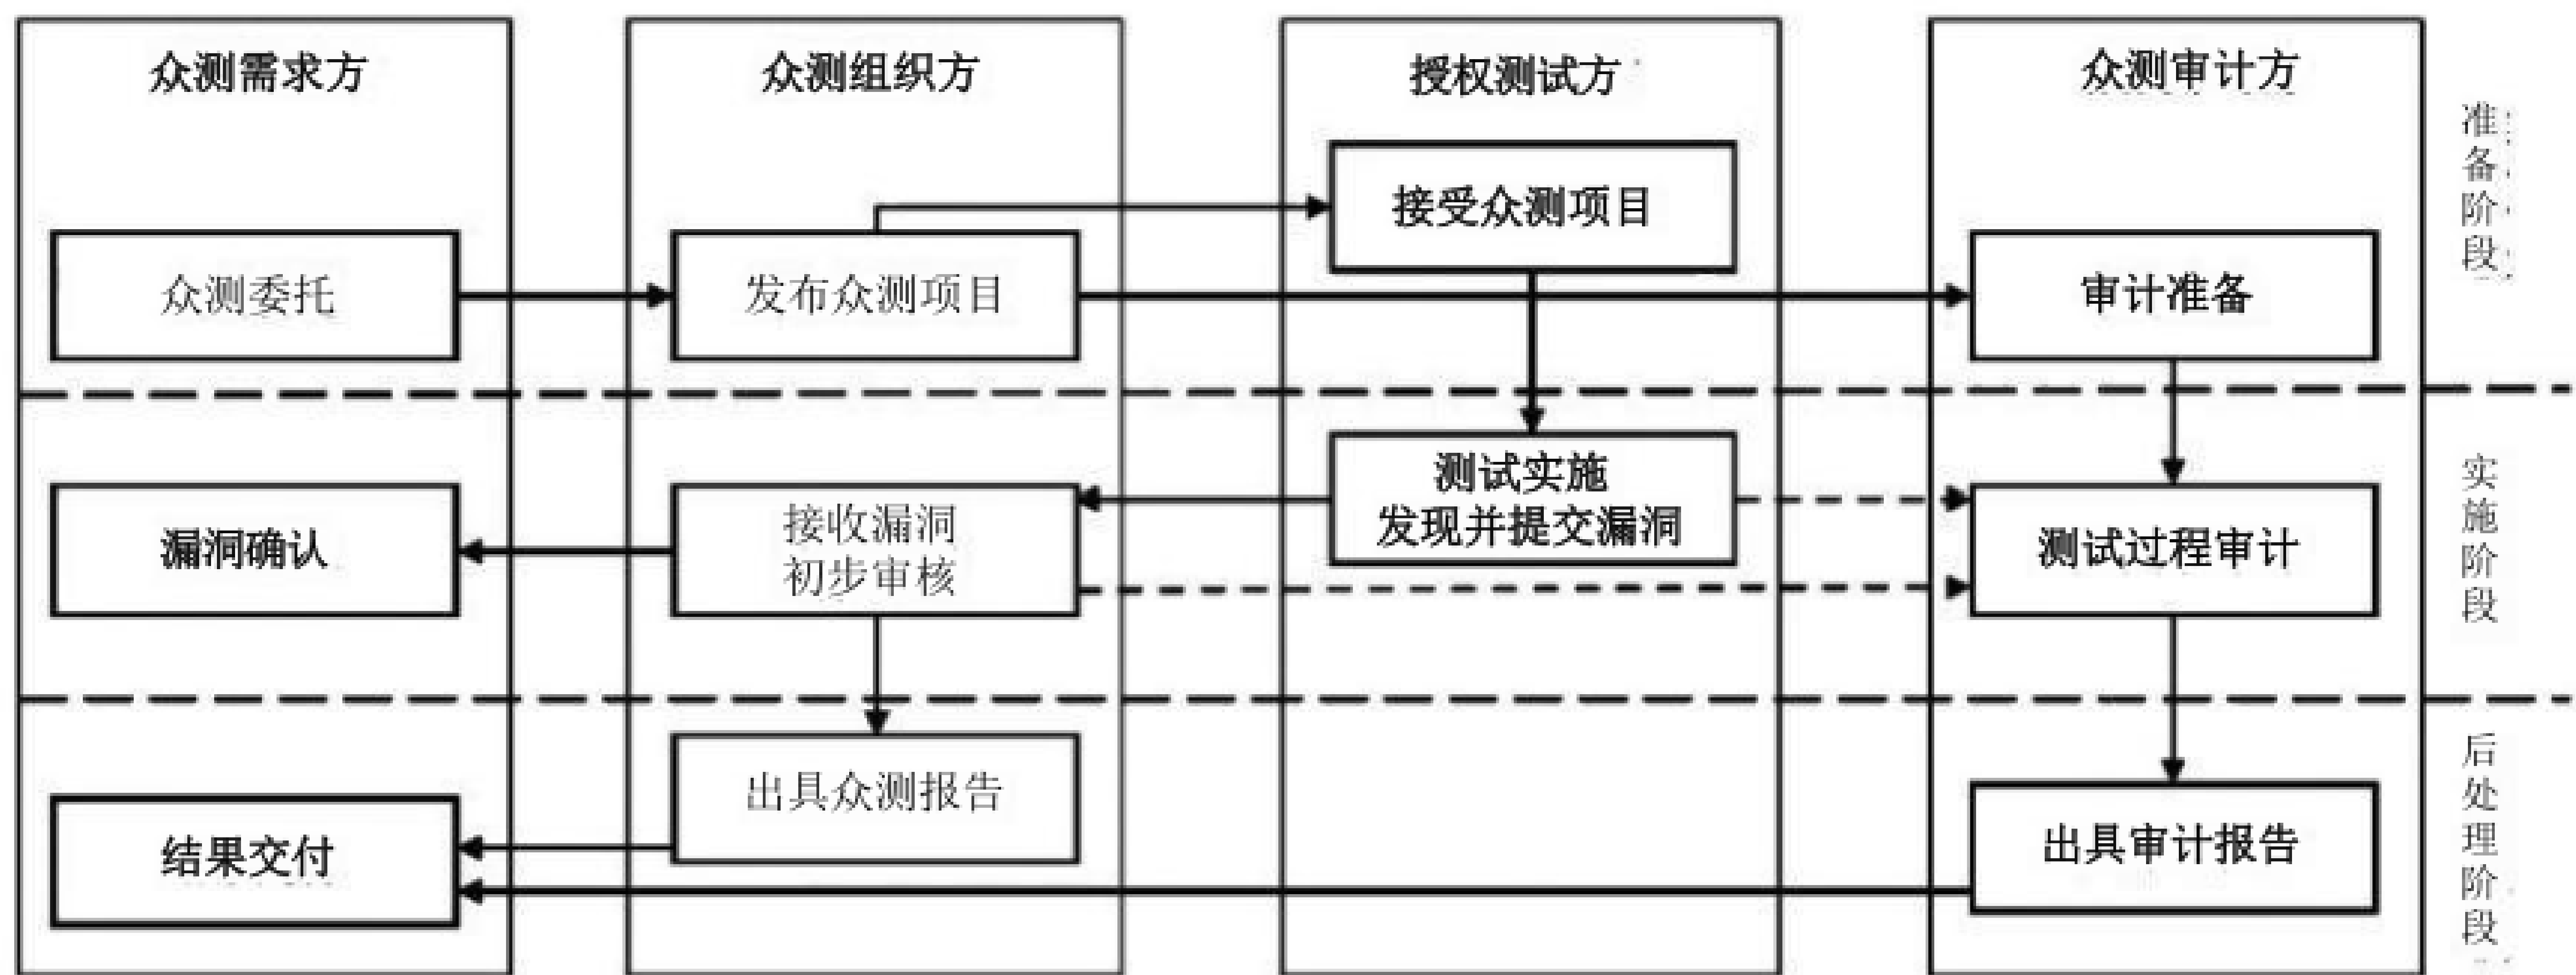 众测需求方
众测组织方
授权测试方
众测审计方
准备阶段
接受众测项目
众测委托
发布众测项目
审计准备
实施阶段
漏洞确认
接收漏洞
初步审核
测试实施
发现并提交漏洞
测试过程审计
后处理阶段
出具众测报告
结果交付
出具审计报告